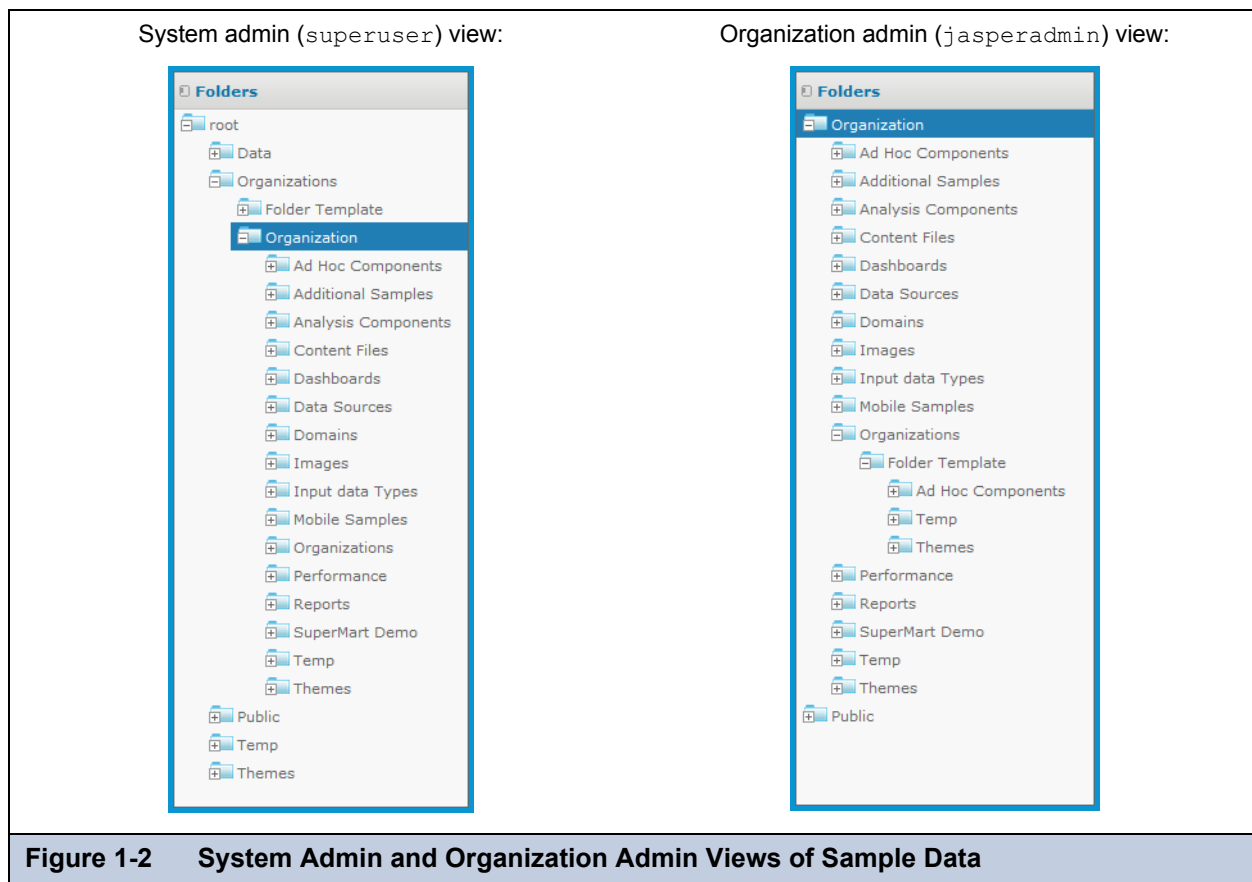 System admin (superuser) view:
Folders
root
Data
Organizations
Folder Template
Organization
Ad Hoc Components
Additional Samples
Analysis Components
Content Files
Dashboards
Data Sources
Domains
Images
Input data Types
Mobile Samples
Organizations
Performance
Reports
SuperMart Demo
Temp
Themes
Public
Temp
Themes
Organization admin (jasperadmin) view:
Folders
Organization
Ad Hoc Components
Additional Samples
Analysis Components
Content Files
Dashboards
Data Sources
Domains
Images
Input data Types
Mobile Samples
Organizations
Folder Template
Ad Hoc Components
Temp
Themes
Performance
Reports
SuperMart Demo
Temp
Themes
Public
Figure 1-2 System Admin and Organization Admin Views of Sample Data